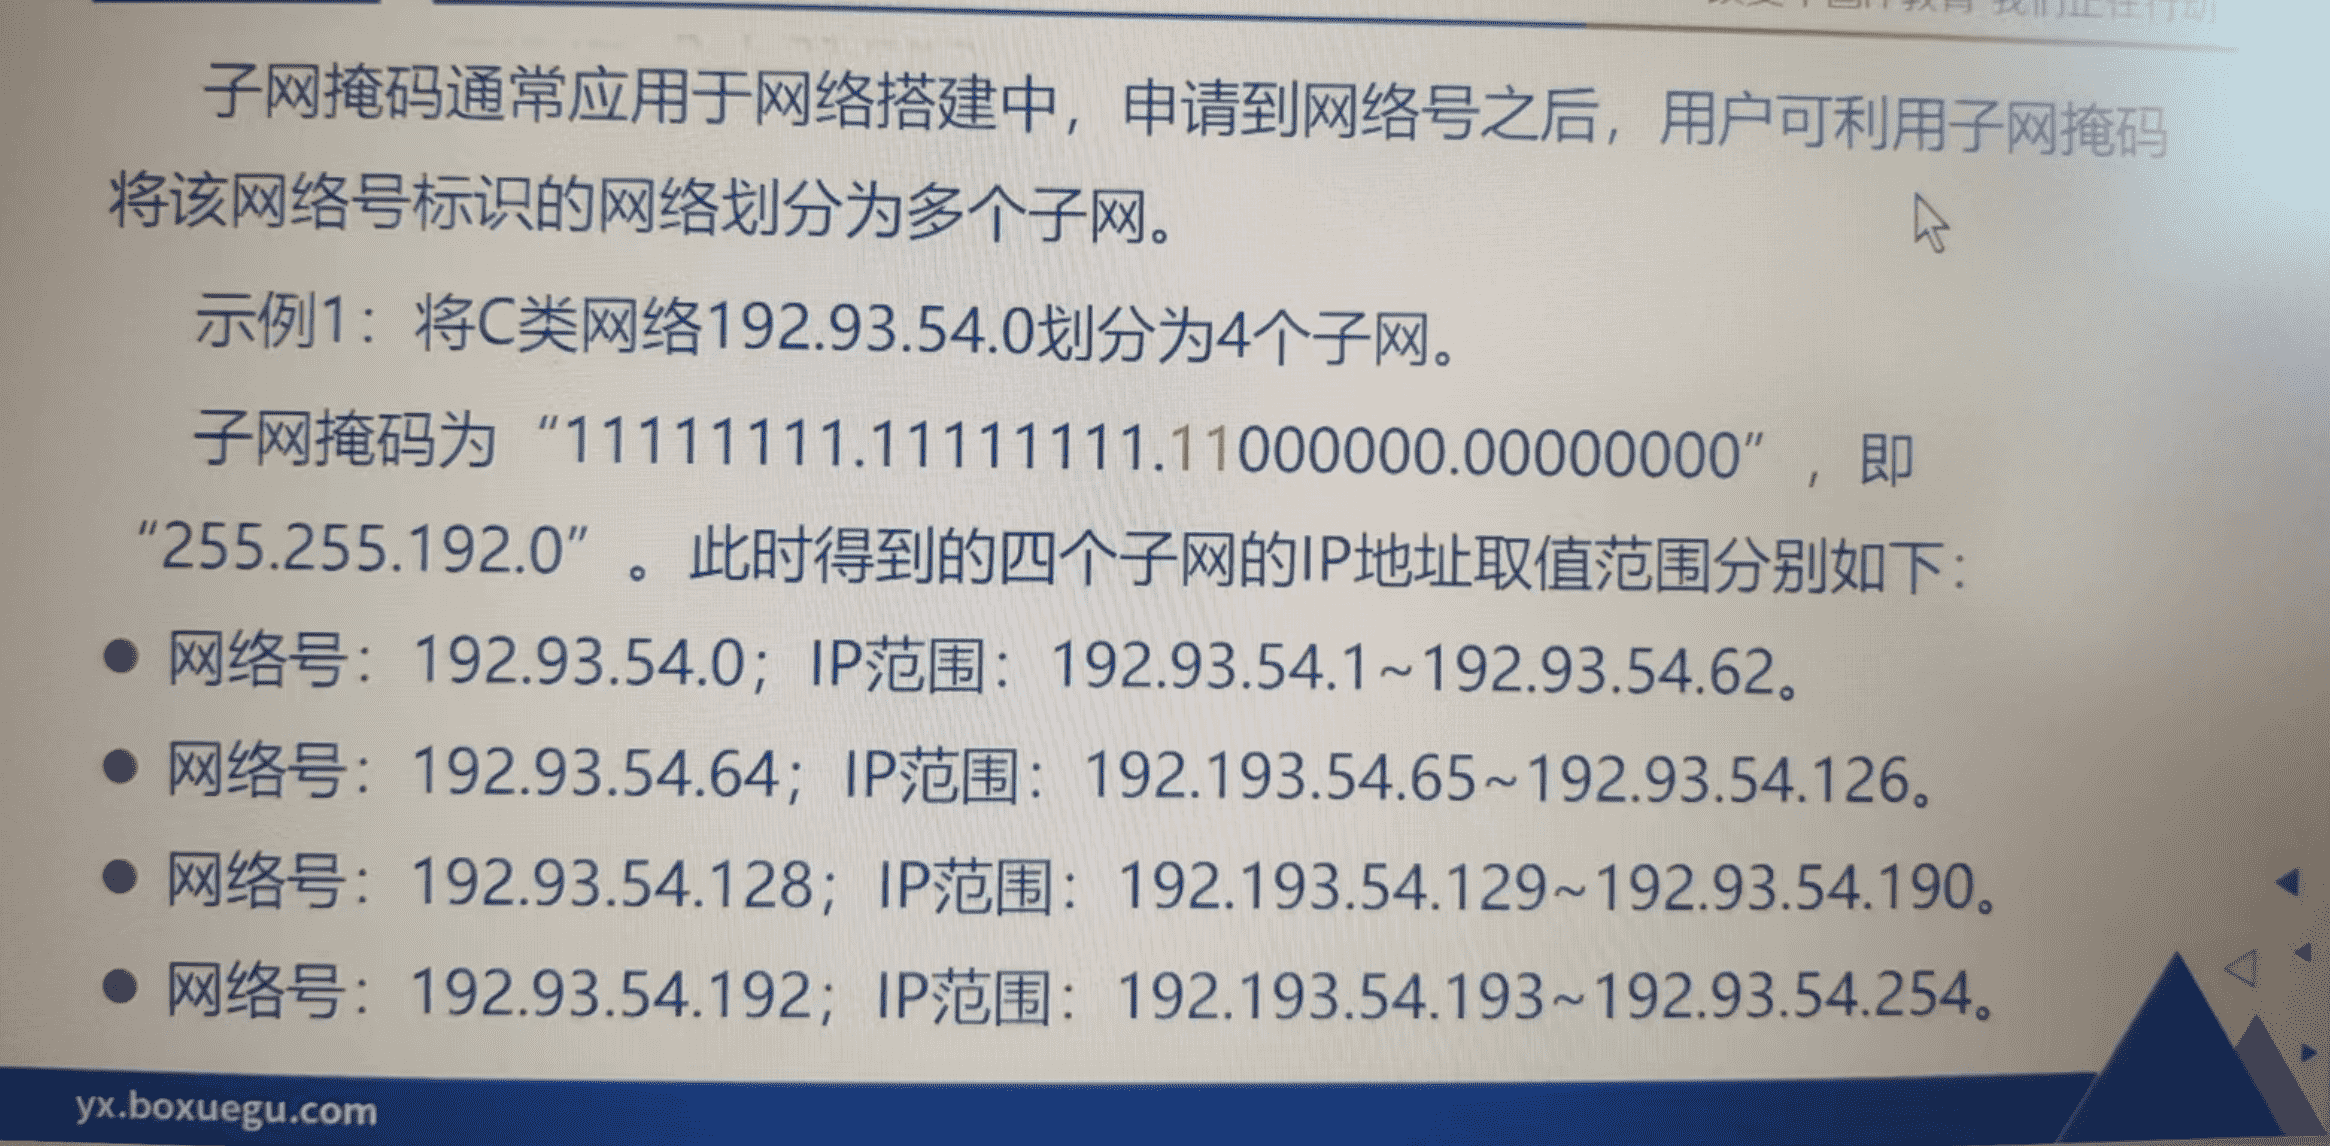 子网掩码通常应用于网络搭建中，申请到网络号之后，用户可利用子网掩码
将该网络号标识的网络划分为多个子网。
示例1：将C类网络192.93.54.0划分为4个子网。
子网掩码为“11111111.11111111.11000000.00000000”，即
“255.255.192.0”。此时得到的四个子网的IP地址取值范围分别如下：
● 网络号：192.93.54.0；IP范围：192.93.54.1~192.93.54.62。
● 网络号：192.93.54.64；IP范围：192.193.54.65~192.93.54.126。
● 网络号：192.93.54.128；IP范围：192.193.54.129~192.93.54.190。
● 网络号：192.93.54.192；IP范围：192.193.54.193~192.93.54.254。
yx.boxuegu.com